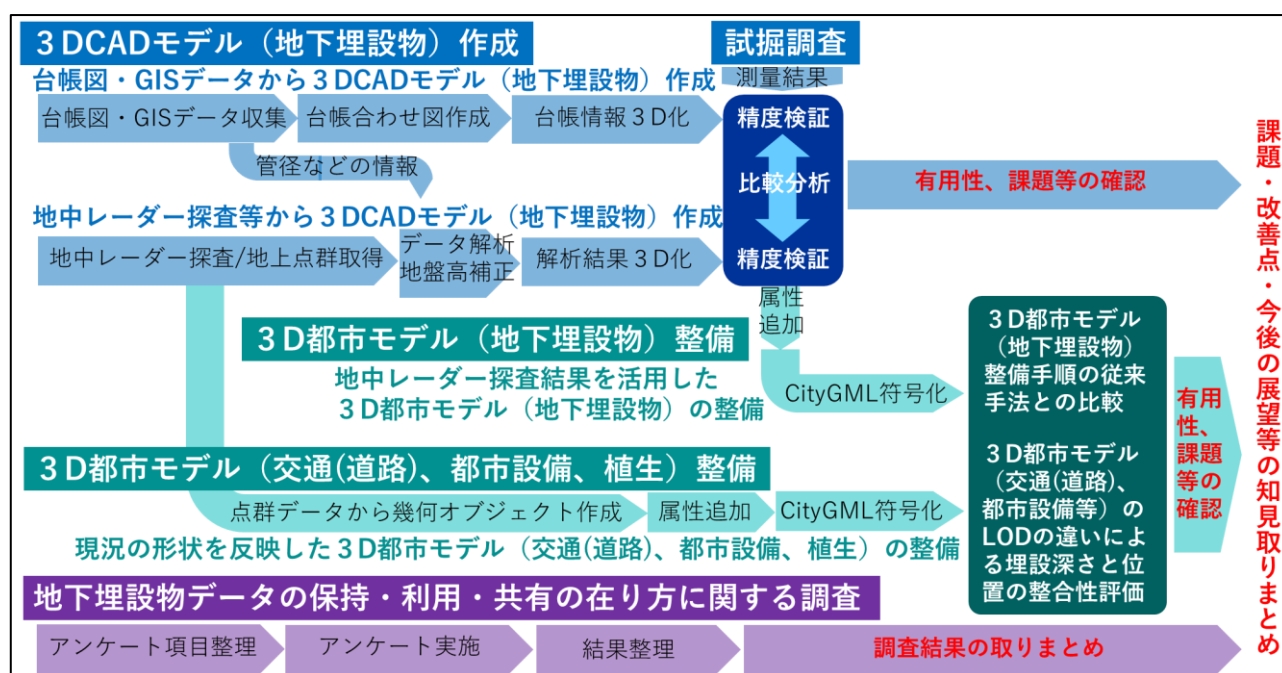 ３DCADモデル（地下埋設物）作成
台帳図・GISデータから３DCADモデル（地下埋設物）作成
台帳図・GISデータ収集
台帳合わせ図作成
台帳情報３D化
管径などの情報
地中レーダー探査等から３DCADモデル（地下埋設物）作成
地中レーダー探査/地上点群取得
データ解析
地盤高補正
解析結果３D化
試掘調査
測量結果
精度検証
比較分析
精度検証
有用性、課題等の確認
属性
追加
３D都市モデル（地下埋設物）整備
地中レーダー探査結果を活用した
３D都市モデル（地下埋設物）の整備
CityGML符号化
３D都市モデル（交通(道路)、都市設備、植生）整備
点群データから幾何オブジェクト作成
属性追加
CityGML符号化
現況の形状を反映した３D都市モデル（交通(道路)、都市設備、植生）の整備
３D都市モデル
（地下埋設物）
整備手順の従来
手法との比較
３D都市モデル
（交通(道路)、
都市設備等）の
LODの違いによ
る埋設深さと位
置の整合性評価
有用
性、
課題
等の
確認
地下埋設物データの保持・利用・共有の在り方に関する調査
アンケート項目整理
アンケート実施
結果整理
調査結果の取りまとめ
課題・改善点・今後の展望等の知見取りまとめ